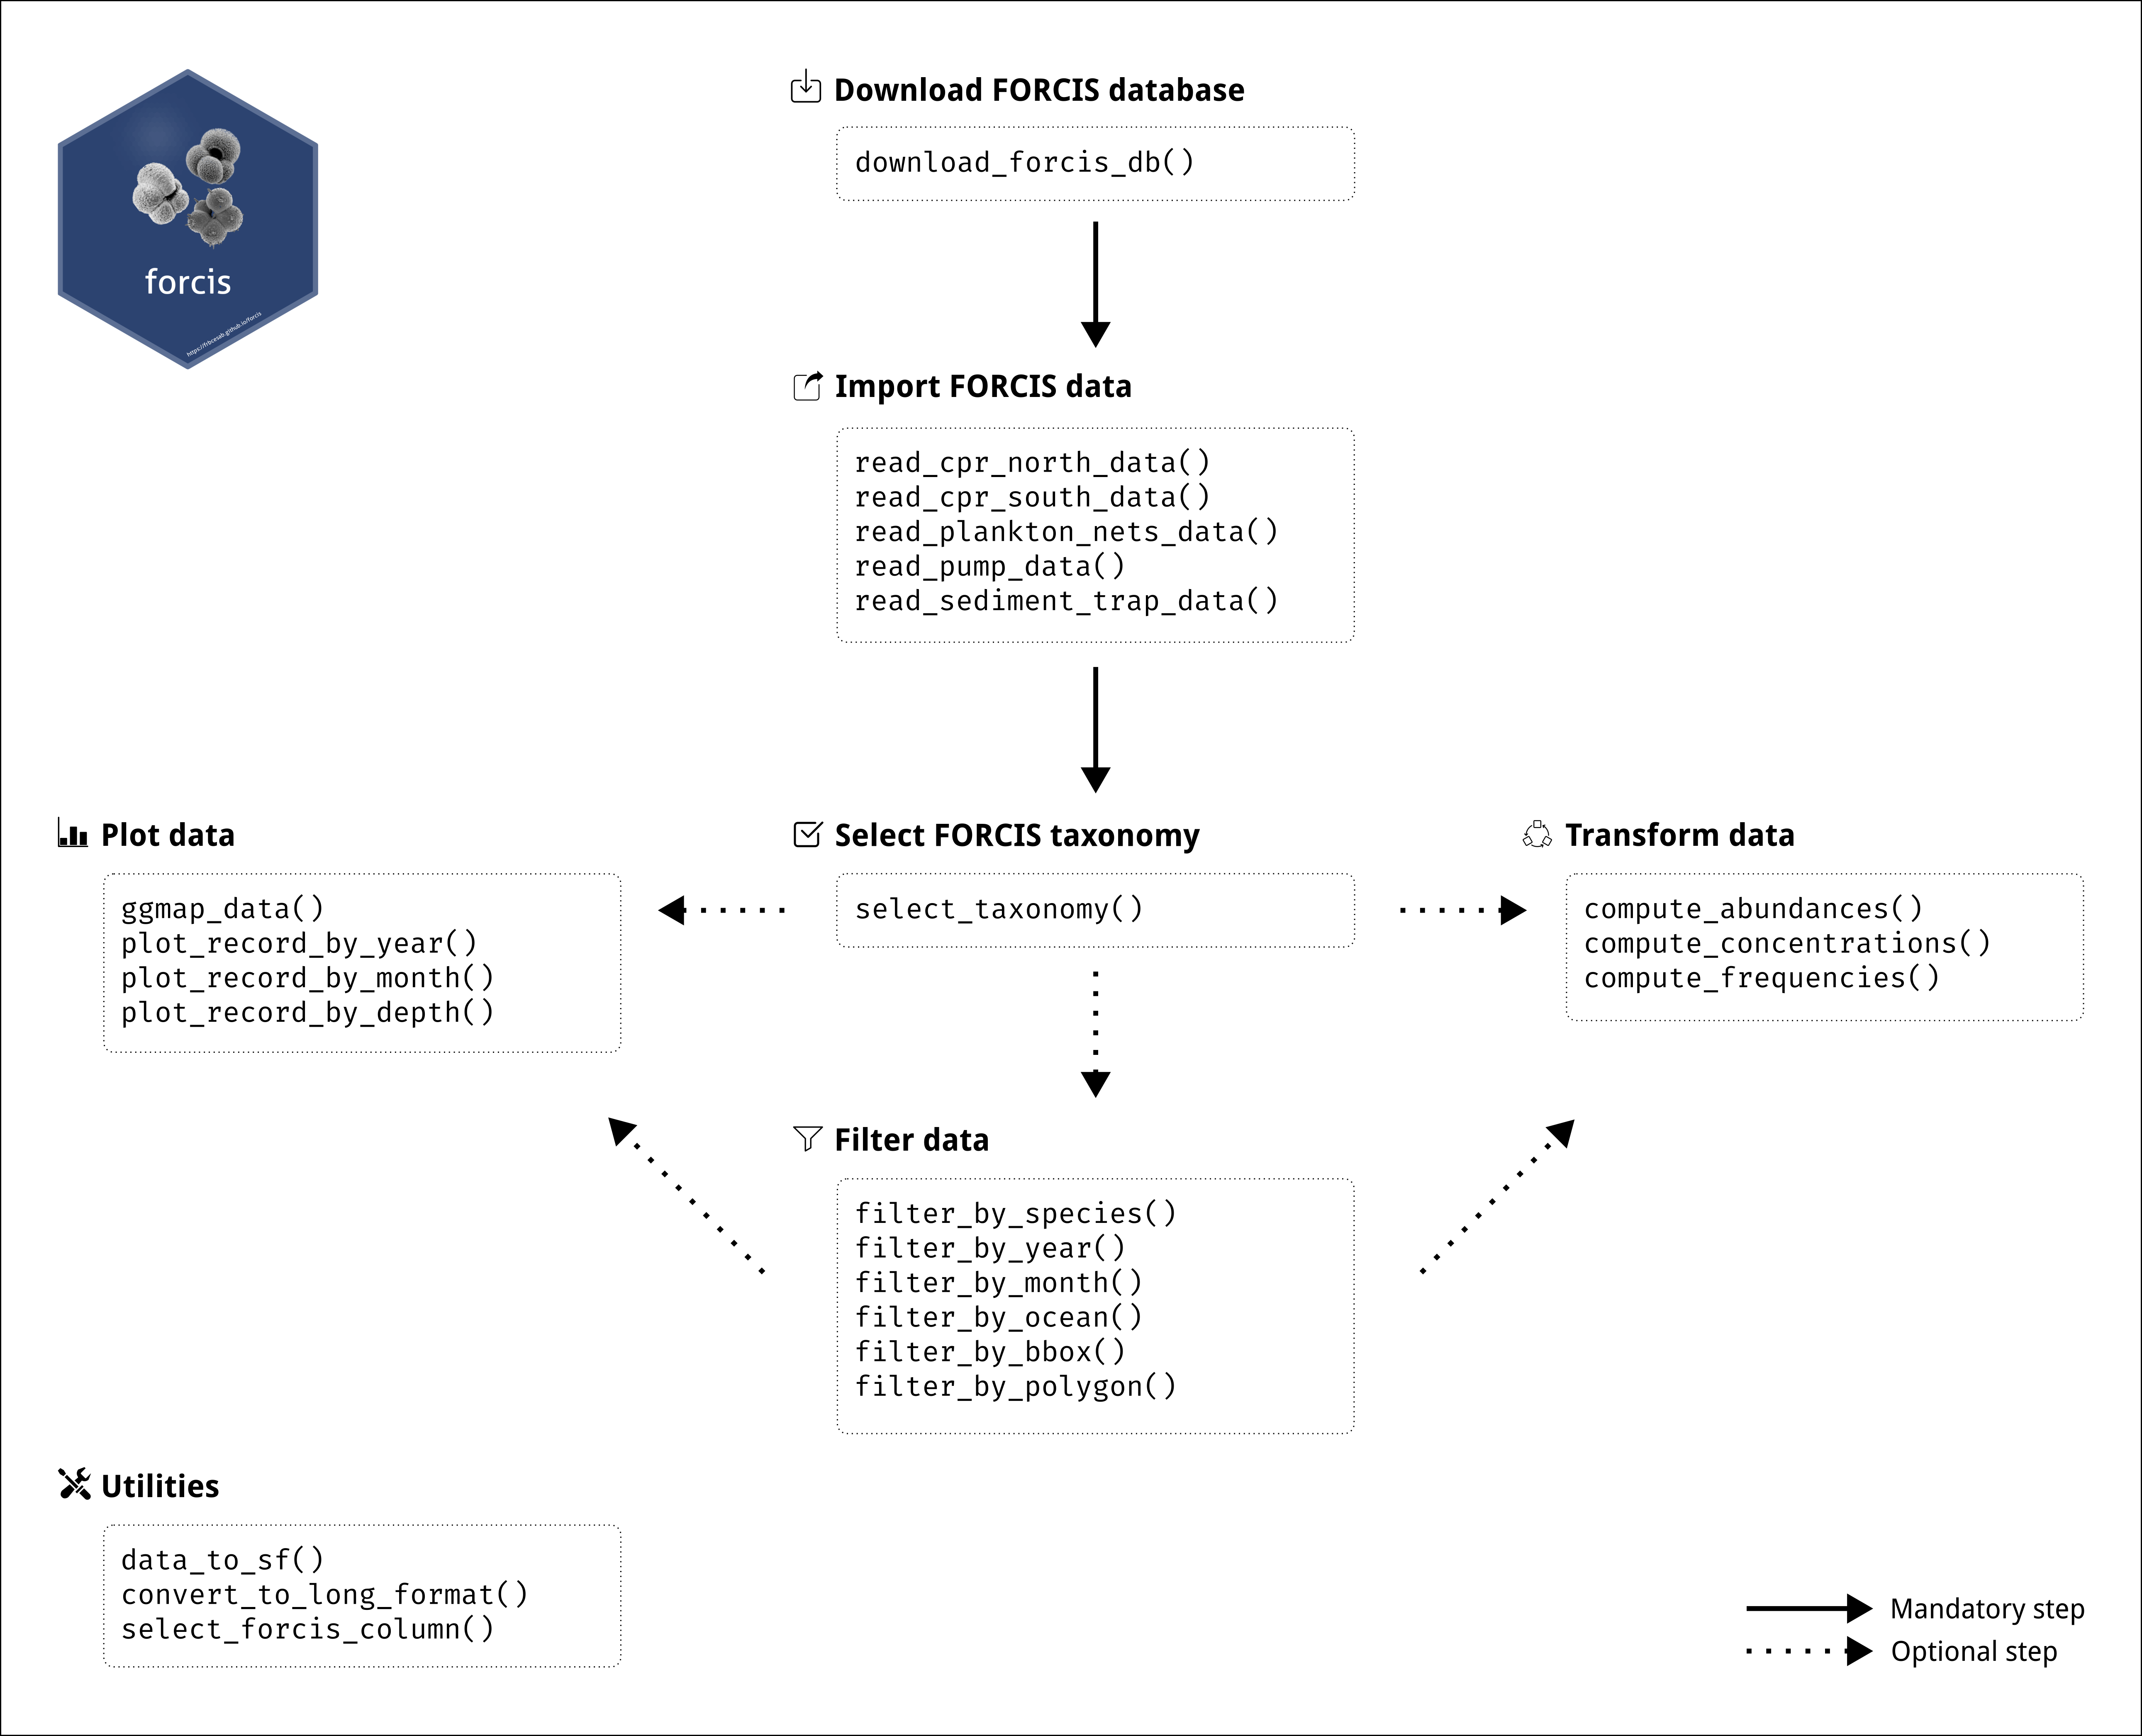 forcis
https://frbcesab.github.io/forcis
Download FORCIS database
download_forcis_db()
Import FORCIS data
read_cpr_north_data()
read_cpr_south_data()
read_plankton_nets_data()
read_pump_data()
read_sediment_trap_data()
Plot data
ggmap_data()
plot_record_by_year()
plot_record_by_month()
plot_record_by_depth()
Select FORCIS taxonomy
select_taxonomy()
Transform data
compute_abundances()
compute_concentrations()
compute_frequencies()
Filter data
filter_by_species()
filter_by_year()
filter_by_month()
filter_by_ocean()
filter_by_bbox()
filter_by_polygon()
Utilities
data_to_sf()
convert_to_long_format()
select_forcis_column()
Mandatory step
Optional step